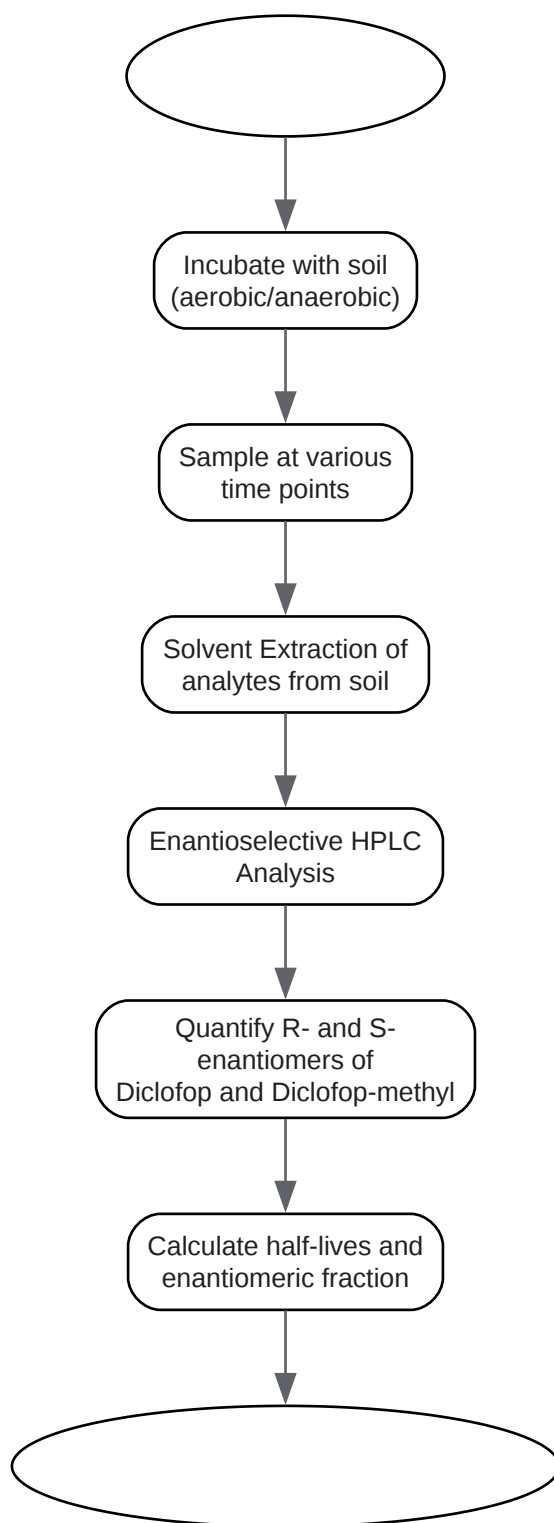 Incubate with soil
(aerobic/anaerobic)
Sample at various
time points
Solvent Extraction of
analytes from soil
Enantioselective HPLC
Analysis
Quantify R- and S-
enantiomers of
Diclofop and Diclofop-methyl
Calculate half-lives and
enantiomeric fraction